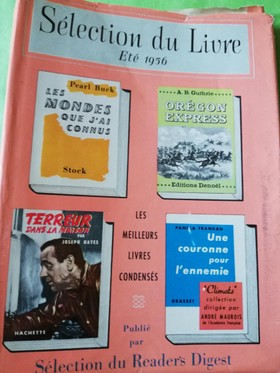 Sélection du Livre
Eté 1956
Pearl Buck
LES
MONDES
QUE J'AI
CONNUS
Stock
A. B. Guthrie
ORÉGON
EXPRESS
Editions Denoël
TERREUR
DANS LA MAISON
PAR
JOSEPH HAYES
HACHETTE
LES
MEILLEURS
LIVRES
CONDENSÉS
PAMELA FRANKAU
Une
couronne
pour
l'ennemie
"Climats"
collection
dirigée par
ANDRÉ MAUROIS
de l'Académie française
GRASSET
Publié
par
Sélection du Reader's Digest